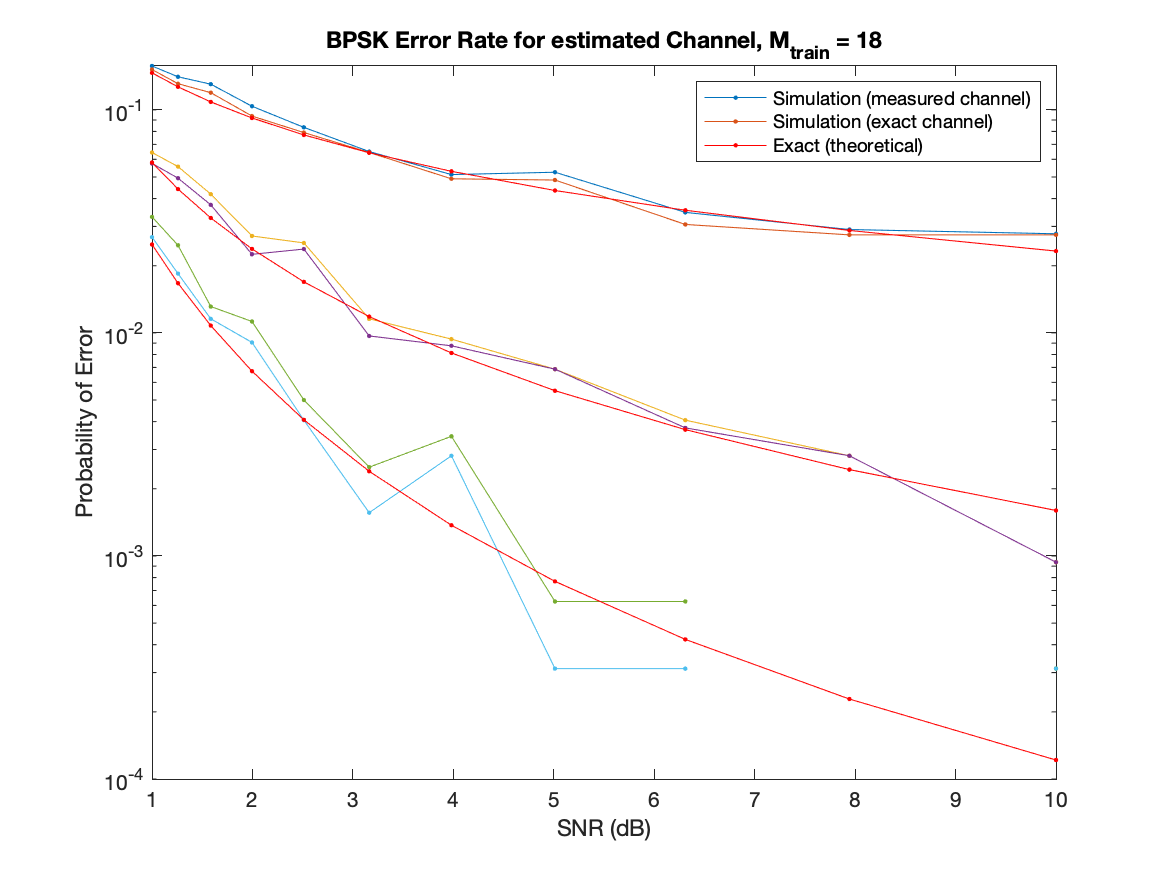 BPSK Error Rate for estimated Channel, M_train = 18
Simulation (measured channel)
Simulation (exact channel)
Exact (theoretical)
10^-1
10^-2
10^-3
10^-4
Probability of Error
1 2 3 4 5 6 7 8 9 10
SNR (dB)